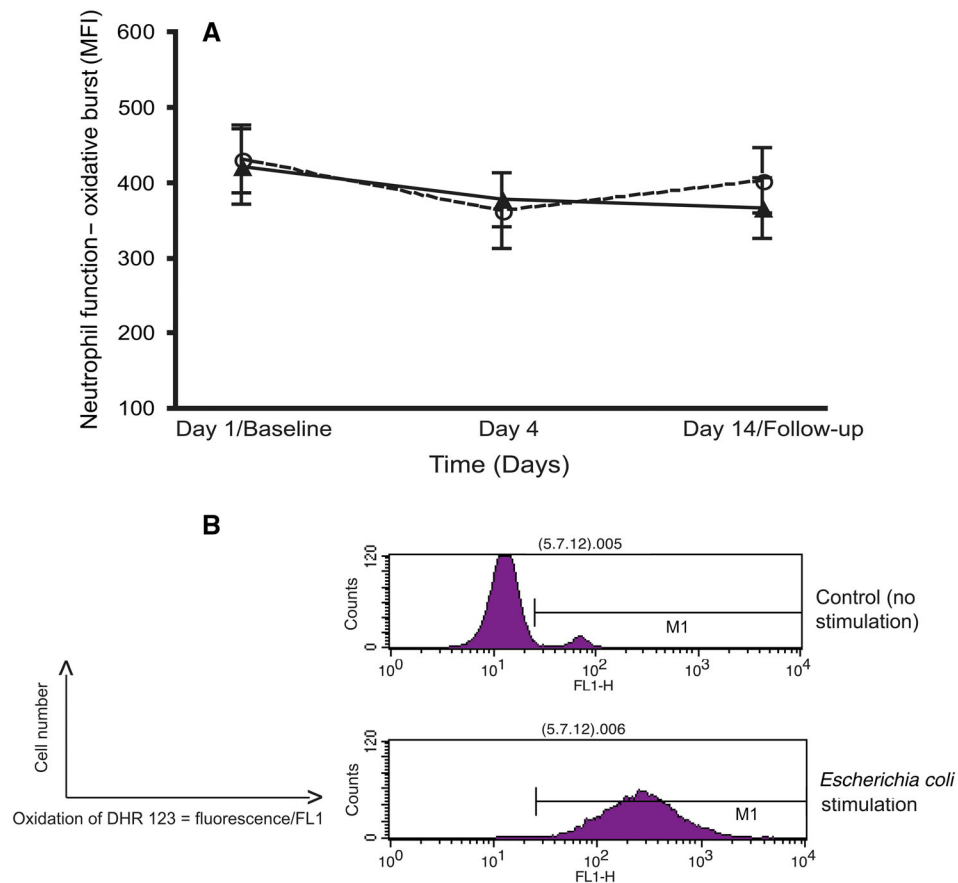 A
Neutrophil function – oxidative burst (MFI)
600
500
400
300
200
100
Day 1/Baseline
Day 4
Day 14/Follow-up
Time (Days)
B
(5.7.12).005
120
Counts
0
M1
10⁰
10¹
10²
10³
10⁴
FL1-H
Control (no
stimulation)
Cell number
Oxidation of DHR 123 = fluorescence/FL1
(5.7.12).006
120
Counts
0
M1
10⁰
10¹
10²
10³
10⁴
FL1-H
Escherichia coli
stimulation